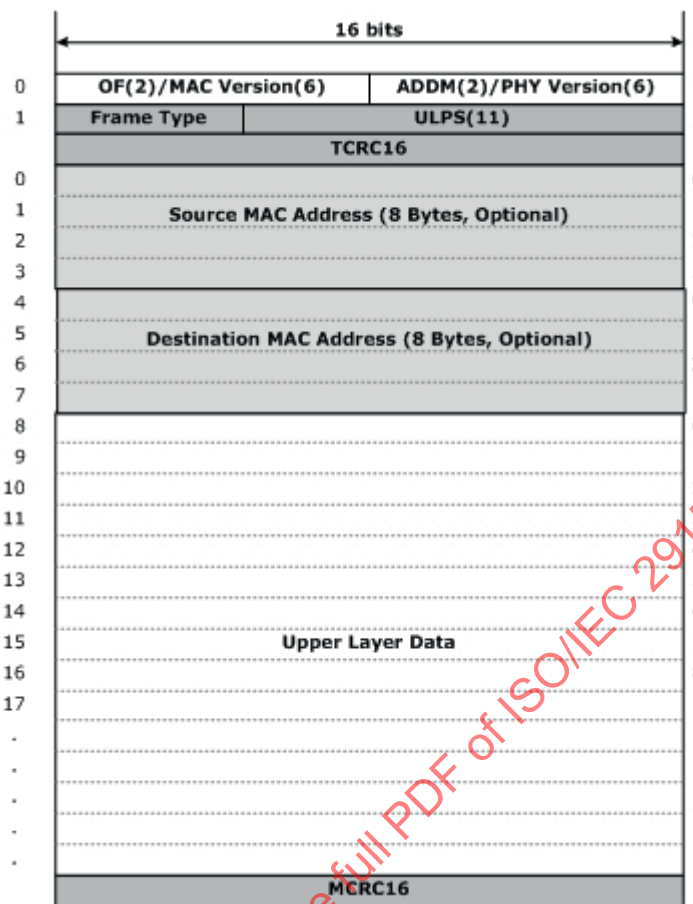 16 bits
0 OF(2)/MAC Version(6) ADDM(2)/PHY Version(6)
1 Frame Type ULPS(11)
TCRC16
0
1 Source MAC Address (8 Bytes, Optional)
2
3
4
5 Destination MAC Address (8 Bytes, Optional)
6
7
8
9
10
11
12
13
14
15 Upper Layer Data
16
17
.
.
.
.
.
MCRC16
full PDF of ISO/IEC